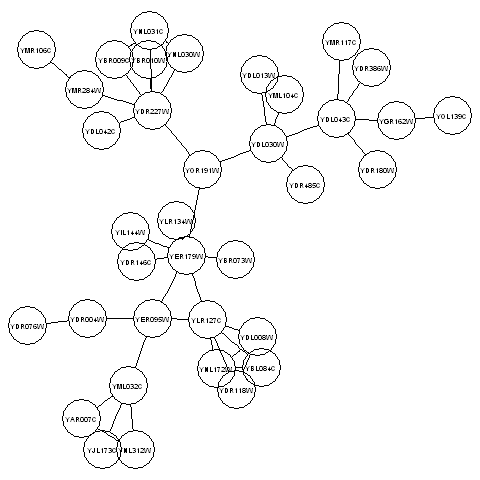 YNL031C
YMR106C
YBR009C
YBR010W
YNL030W
YMR117C
YDR386W
YDL013W
YML104C
YMR284W
YDR227W
YDL042C
YDL030W
YDL043C
YGR162W
YOL139C
YOR191W
YDR180W
YDR485C
YLR134W
YIL144W
YER179W
YDR146C
YBR073W
YDR076W
YDR004W
YER095W
YLR127C
YDL008W
YNL172W
YBL084C
YDR118W
YML032C
YAR007C
YJL173C
YNL312W